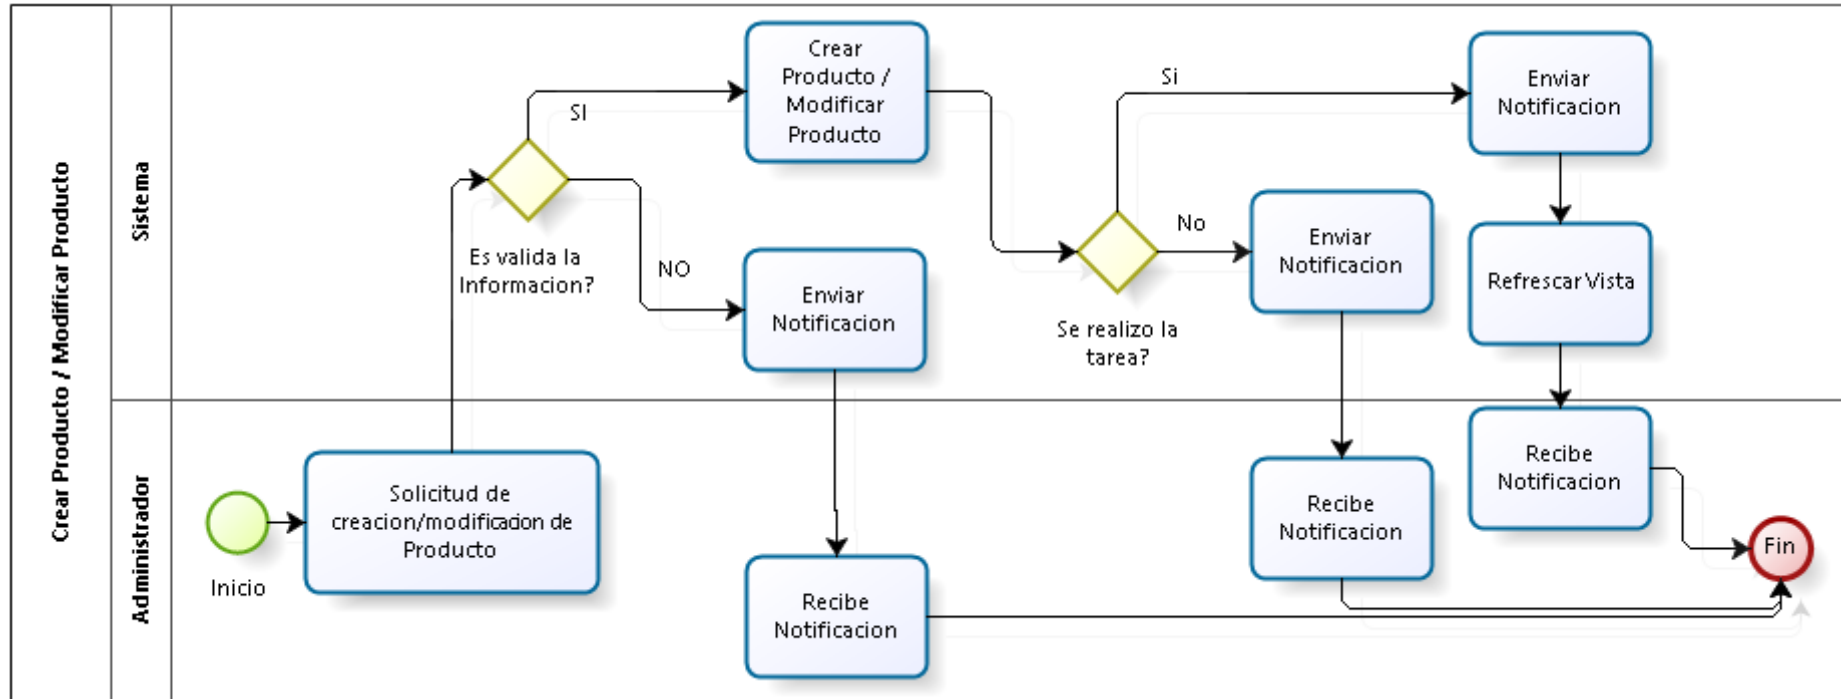 Crear Producto / Modificar Producto
Sistema
Administrador
Inicio
Solicitud de
creacion/modificacion de
Producto
Es valida la
Informacion?
SI
NO
Crear
Producto /
Modificar
Producto
Enviar
Notificacion
Recibe
Notificacion
Se realizo la
tarea?
Si
No
Enviar
Notificacion
Recibe
Notificacion
Enviar
Notificacion
Refrescar Vista
Recibe
Notificacion
Fin